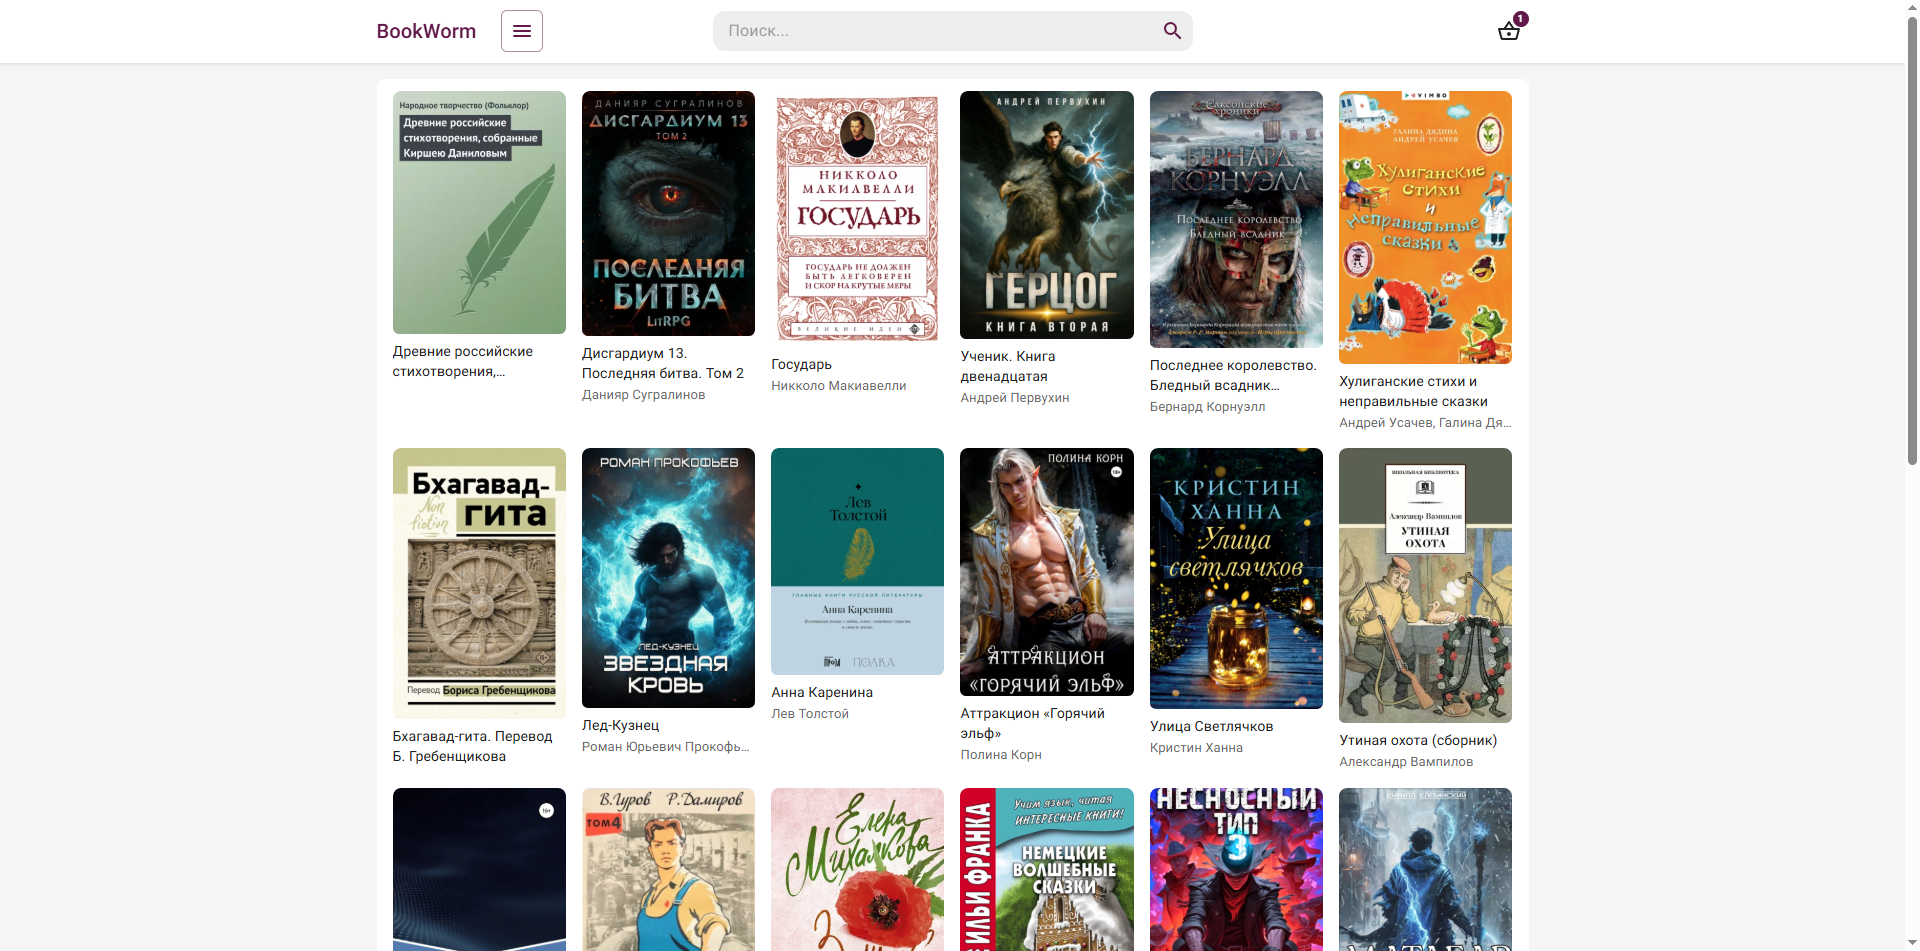 BookWorm
Поиск...
1
Народное творчество (Фольклор)
Древние российские
стихотворения, собранные
Киршею Даниловым
Древние российские
стихотворения,...
ДАНИЯР СУГРАЛИНОВ
ДИСГАРДИУМ 13
ТОМ 2
ПОСЛЕДНЯЯ
БИТВА
LitRPG
Дисгардиум 13.
Последняя битва. Том 2
Данияр Сугралинов
НИККОЛО
МАКИАВЕЛЛИ
ГОСУДАРЬ
ГОСУДАРЬ НЕ ДОЛЖЕН
БЫТЬ ЛЕГКОВЕРЕН
И СКОР НА КРУТЫЕ МЕРЫ
ВЕЛИКИЕ ИДЕИ
Государь
Никколо Макиавелли
АНДРЕЙ ПЕРВУХИН
ГЕРЦОГ
КНИГА ВТОРАЯ
Ученик. Книга
двенадцатая
Андрей Первухин
Саксонские
хроники
БЕРНАРД
КОРНУЭЛЛ
Последнее королевство
Бледный всадник
Последнее королевство.
Бледный всадник...
Бернард Корнуэлл
VIMBO
ГАЛИНА ДЯДИНА
АНДРЕЙ УСАЧЕВ
Хулиганские
стихи
и
неправильные
сказки
Хулиганские стихи и
неправильные сказки
Андрей Усачев, Галина Дя...
Бхагавад-
гита
Non
fiction
Перевод Бориса Гребенщикова
Бхагавад-гита. Перевод
Б. Гребенщикова
РОМАН ПРОКОФЬЕВ
ЛЕД-КУЗНЕЦ
ЗВЕЗДНАЯ
КРОВЬ
Лед-Кузнец
Роман Юрьевич Прокофь...
Лев
Толстой
ГЛАВНЫЕ КНИГИ РУССКОЙ ЛИТЕРАТУРЫ
Анна Каренина
ПОЛКА
Анна Каренина
Лев Толстой
ПОЛИНА КОРН
18+
АТТРАКЦИОН
«ГОРЯЧИЙ ЭЛЬФ»
Аттракцион «Горячий
эльф»
Полина Корн
КРИСТИН
ХАННА
Улица
светлячков
Улица Светлячков
Кристин Ханна
ШКОЛЬНАЯ БИБЛИОТЕКА
Александр Вампилов
УТИНАЯ
ОХОТА
Утиная охота (сборник)
Александр Вампилов
16+
В.Гуров Р.Дамиров
ТОМ 4
Елена
Михалкова
ИЛЬИ ФРАНКА
Учим язык, читая
ИНТЕРЕСНЫЕ КНИГИ!
НЕМЕЦКИЕ
ВОЛШЕБНЫЕ
СКАЗКИ
НЕСНОСНЫЙ
ТИП
3